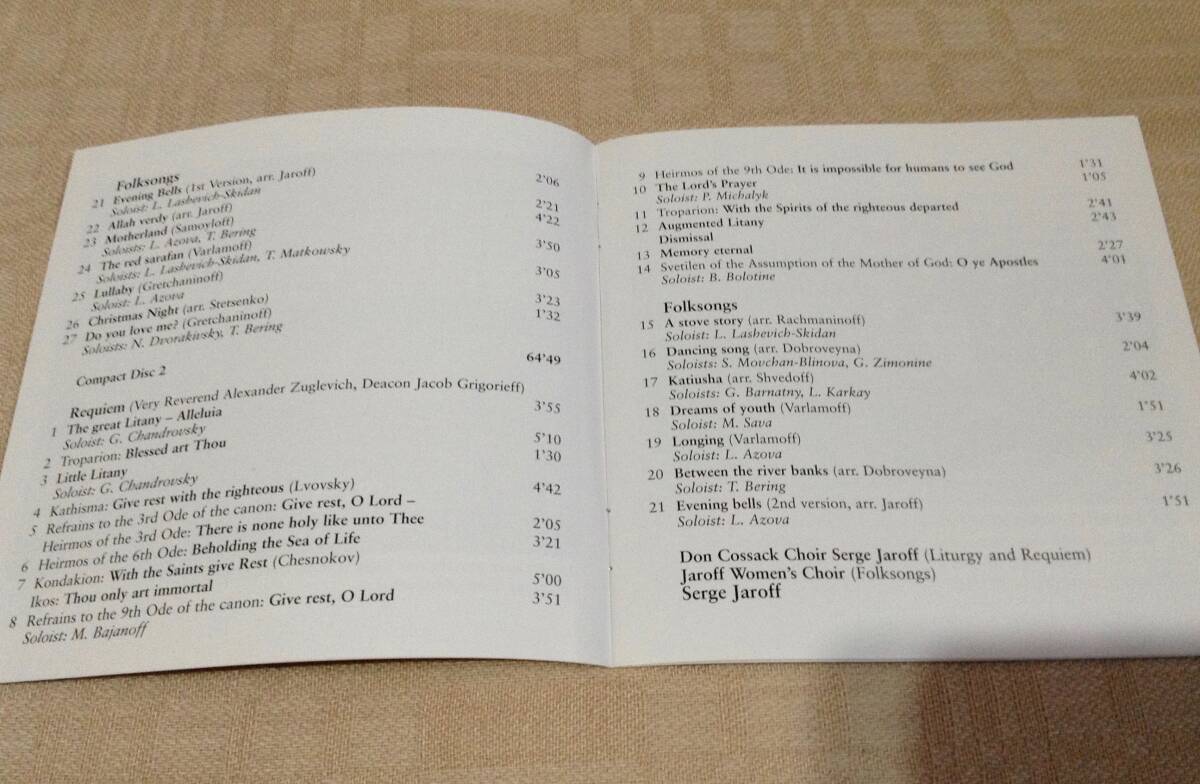 Folksongs
21 Evening Bells (1st Version, arr. Jaroff) 2'06
Soloist: L. Lashevich-Skidan
22 Allah verdy (arr. Jaroff) 2'21
23 Motherland (Samoyloff) 4'22
Soloists: L. Azova, T. Bering
24 The red sarafan (Varlamoff) 3'50
Soloists: L. Lashevich-Skidan, T. Matkowsky
25 Lullaby (Gretchaninoff) 3'05
Soloist: L. Azova
26 Christmas Night (arr. Stetsenko) 3'23
27 Do you love me? (Gretchaninoff) 1'32
Soloists: N. Dvorakivsky, T. Bering
64'49
Compact Disc 2
Requiem (Very Reverend Alexander Zuglevich, Deacon Jacob Grigorieff)
1 The great Litany – Alleluia 3'55
Soloist: G. Chandrovsky
2 Troparion: Blessed art Thou 5'10
3 Little Litany 1'30
Soloist: G. Chandrovsky
4 Kathisma: Give rest with the righteous (Lvovsky) 4'42
5 Refrains to the 3rd Ode of the canon: Give rest, O Lord –
Heirmos of the 3rd Ode: There is none holy like unto Thee 2'05
6 Heirmos of the 6th Ode: Beholding the Sea of Life 3'21
7 Kondakion: With the Saints give Rest (Chesnokov)
Ikos: Thou only art immortal 5'00
8 Refrains to the 9th Ode of the canon: Give rest, O Lord 3'51
Soloist: M. Bajanoff
9 Heirmos of the 9th Ode: It is impossible for humans to see God 1'31
10 The Lord's Prayer 1'05
Soloist: P. Michalyk
11 Troparion: With the Spirits of the righteous departed 2'41
12 Augmented Litany 2'43
Dismissal
13 Memory eternal 2'27
14 Svetilen of the Assumption of the Mother of God: O ye Apostles 4'01
Soloist: B. Bolotine
Folksongs
15 A stove story (arr. Rachmaninoff) 3'39
Soloist: L. Lashevich-Skidan
16 Dancing song (arr. Dobroveyna) 2'04
Soloists: S. Movchan-Blinova, G. Zimonine
17 Katiusha (arr. Shvedoff) 4'02
Soloists: G. Barnatny, L. Karkay
18 Dreams of youth (Varlamoff) 1'51
Soloist: M. Sava
19 Longing (Varlamoff) 3'25
Soloist: L. Azova
20 Between the river banks (arr. Dobroveyna) 3'26
Soloist: T. Bering
21 Evening bells (2nd version, arr. Jaroff) 1'51
Soloist: L. Azova
Don Cossack Choir Serge Jaroff (Liturgy and Requiem)
Jaroff Women's Choir (Folksongs)
Serge Jaroff